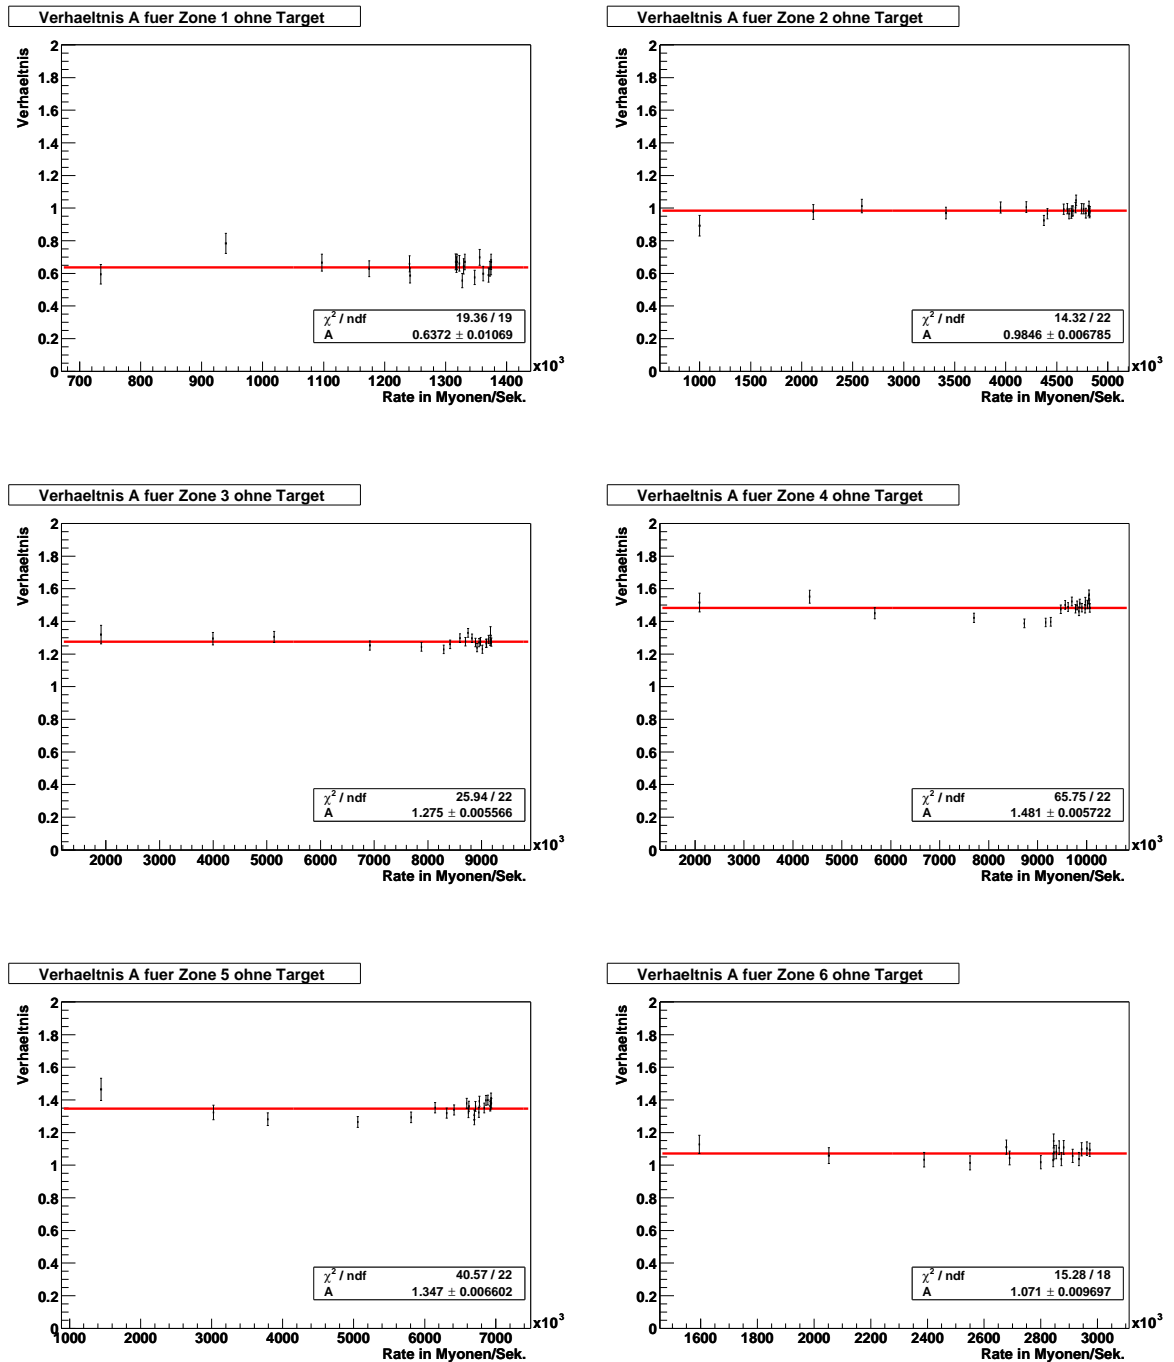 Verhaeltnis A fuer Zone 1 ohne Target
Verhaeltnis
2
1.8
1.6
1.4
1.2
1
0.8
0.6
0.4
0.2
0
χ² / ndf 19.36 / 19
A 0.6372 ± 0.01069
700 800 900 1000 1100 1200 1300 1400
x10³
Rate in Myonen/Sek.
Verhaeltnis A fuer Zone 2 ohne Target
Verhaeltnis
2
1.8
1.6
1.4
1.2
1
0.8
0.6
0.4
0.2
0
χ² / ndf 14.32 / 22
A 0.9846 ± 0.006785
1000 1500 2000 2500 3000 3500 4000 4500 5000
x10³
Rate in Myonen/Sek.
Verhaeltnis A fuer Zone 3 ohne Target
Verhaeltnis
2
1.8
1.6
1.4
1.2
1
0.8
0.6
0.4
0.2
0
χ² / ndf 25.94 / 22
A 1.275 ± 0.005566
2000 3000 4000 5000 6000 7000 8000 9000
x10³
Rate in Myonen/Sek.
Verhaeltnis A fuer Zone 4 ohne Target
Verhaeltnis
2
1.8
1.6
1.4
1.2
1
0.8
0.6
0.4
0.2
0
χ² / ndf 65.75 / 22
A 1.481 ± 0.005722
2000 3000 4000 5000 6000 7000 8000 9000 10000
x10³
Rate in Myonen/Sek.
Verhaeltnis A fuer Zone 5 ohne Target
Verhaeltnis
2
1.8
1.6
1.4
1.2
1
0.8
0.6
0.4
0.2
0
χ² / ndf 40.57 / 22
A 1.347 ± 0.006602
1000 2000 3000 4000 5000 6000 7000
x10³
Rate in Myonen/Sek.
Verhaeltnis A fuer Zone 6 ohne Target
Verhaeltnis
2
1.8
1.6
1.4
1.2
1
0.8
0.6
0.4
0.2
0
χ² / ndf 15.28 / 18
A 1.071 ± 0.009697
1600 1800 2000 2200 2400 2600 2800 3000
x10³
Rate in Myonen/Sek.